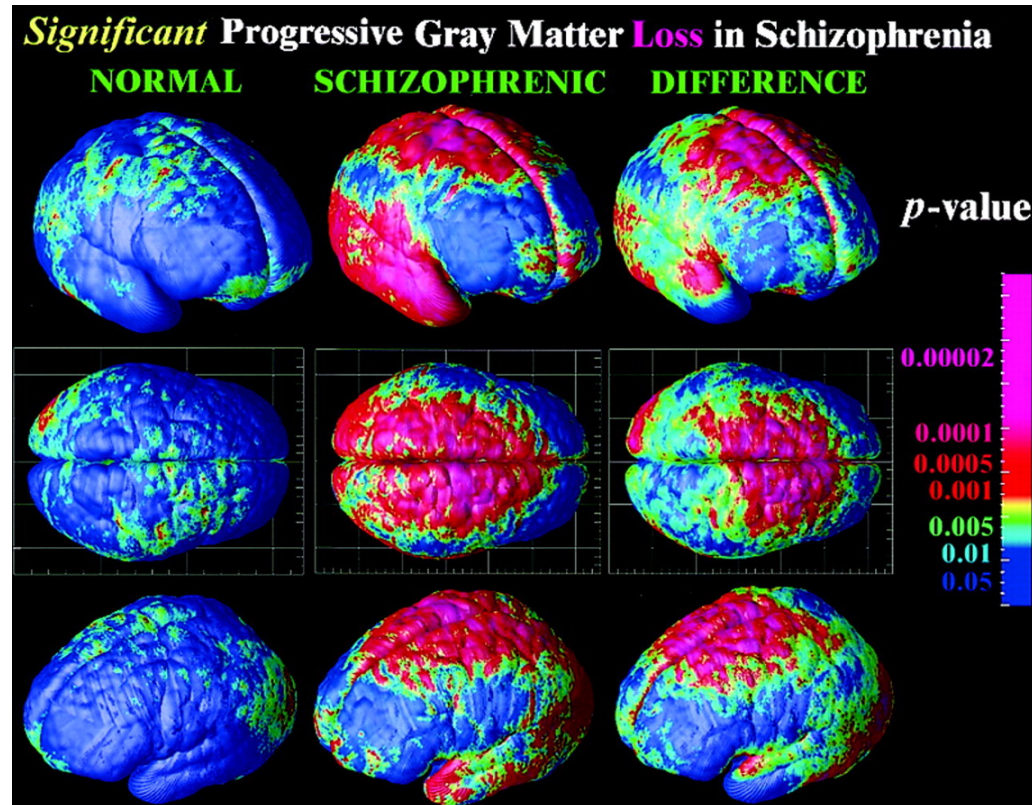 Significant Progressive Gray Matter Loss in Schizophrenia
NORMAL SCHIZOPHRENIC DIFFERENCE
p-value
0.00002
0.0001
0.0005
0.001
0.005
0.01
0.05